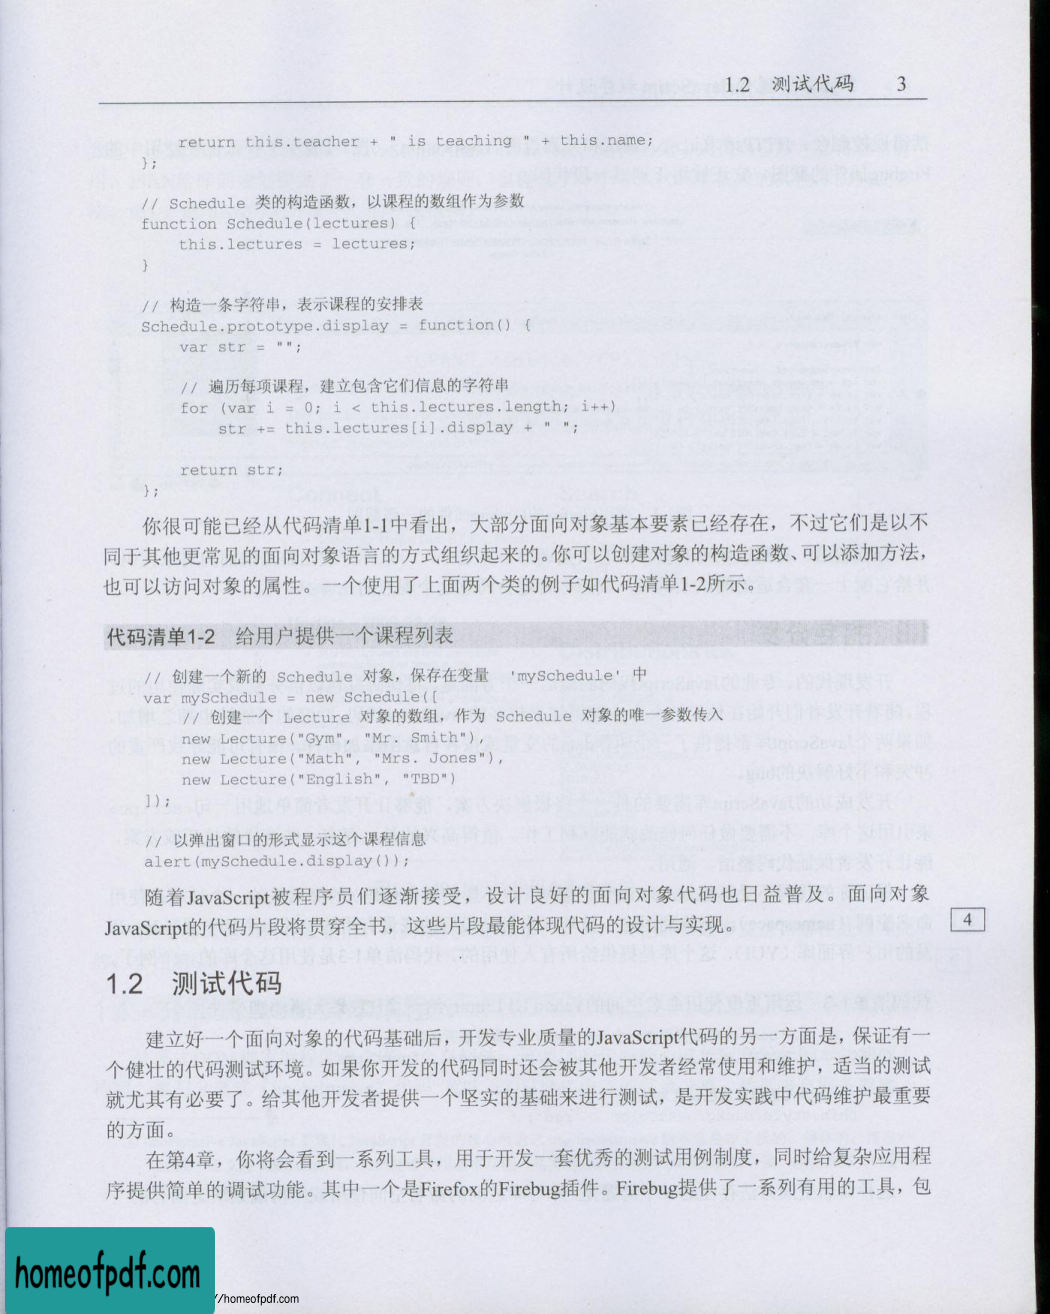 1.2 测试代码 3
return this.teacher + " is teaching " + this.name;
};
// Schedule 类的构造函数，以课程的数组作为参数
function Schedule(lectures) {
this.lectures = lectures;
}
// 构造一条字符串，表示课程的安排表
Schedule.prototype.display = function() {
var str = "";
// 遍历每项课程，建立包含它们信息的字符串
for (var i = 0; i < this.lectures.length; i++)
str += this.lectures[i].display + " ";
return str;
};
你很可能已经从代码清单1-1中看出，大部分面向对象基本要素已经存在，不过它们是以不
同于其他更常见的面向对象语言的方式组织起来的。你可以创建对象的构造函数、可以添加方法，
也可以访问对象的属性。一个使用了上面两个类的例子如代码清单1-2所示。
代码清单1-2 给用户提供一个课程列表
// 创建一个新的 Schedule 对象，保存在变量 'mySchedule' 中
var mySchedule = new Schedule([
// 创建一个 Lecture 对象的数组，作为 Schedule 对象的唯一参数传入
new Lecture("Gym", "Mr. Smith"),
new Lecture("Math", "Mrs. Jones"),
new Lecture("English", "TBD")
]);
// 以弹出窗口的形式显示这个课程信息
alert(mySchedule.display());
随着JavaScript被程序员们逐渐接受，设计良好的面向对象代码也日益普及。面向对象
JavaScript的代码片段将贯穿全书，这些片段最能体现代码的设计与实现。
4
1.2 测试代码
建立好一个面向对象的代码基础后，开发专业质量的JavaScript代码的另一方面是，保证有一
个健壮的代码测试环境。如果你开发的代码同时还会被其他开发者经常使用和维护，适当的测试
就尤其有必要了。给其他开发者提供一个坚实的基础来进行测试，是开发实践中代码维护最重要
的方面。
在第4章，你将会看到一系列工具，用于开发一套优秀的测试用例制度，同时给复杂应用程
序提供简单的调试功能。其中一个是Firefox的Firebug插件。Firebug提供了一系列有用的工具，包
homeofpdf.com
//homeofpdf.com